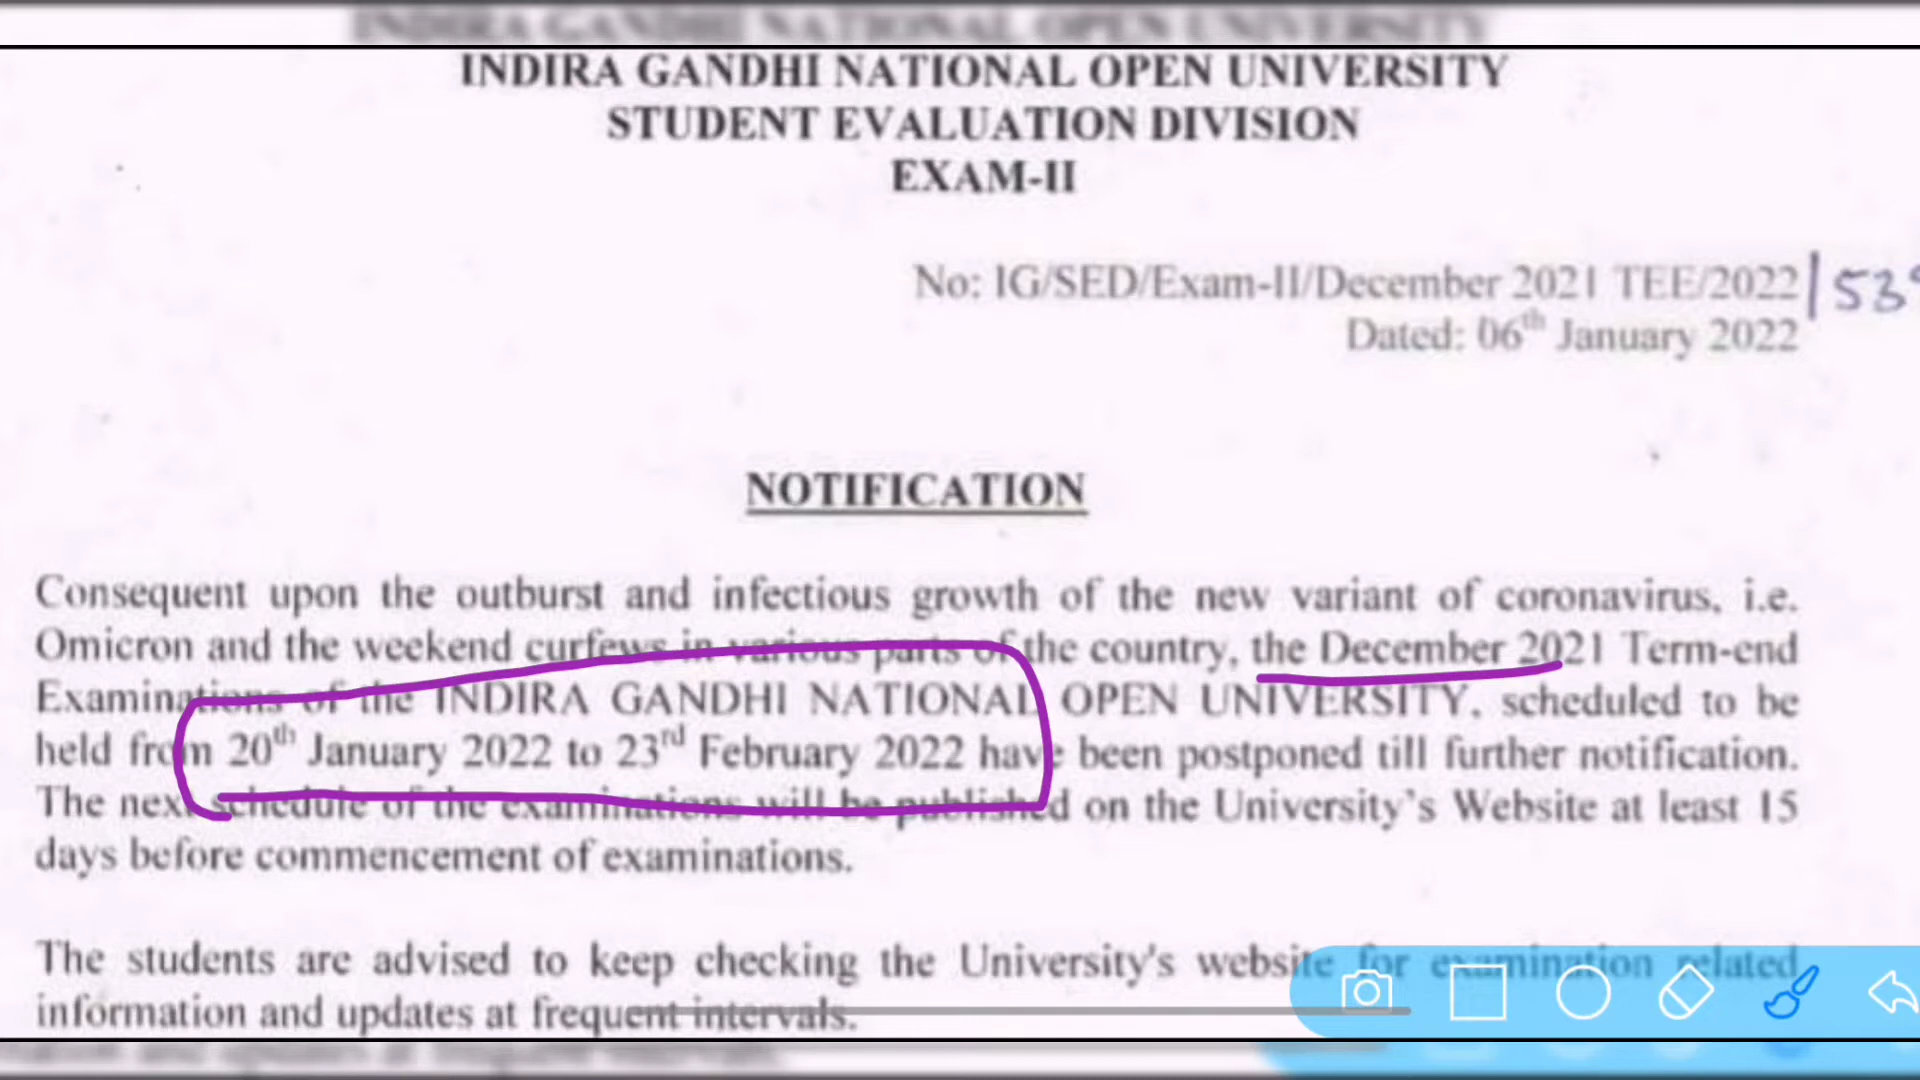 INDIRA GANDHI NATIONAL OPEN UNIVERSITY
INDIRA GANDHI NATIONAL OPEN UNIVERSITY
STUDENT EVALUATION DIVISION
EXAM-II
No: IG/SED/Exam-II/December 2021 TEE/2022 | 53
Dated: 06th January 2022
NOTIFICATION
Consequent upon the outburst and infectious growth of the new variant of coronavirus, i.e.
Omicron and the weekend curfews in various parts of the country, the December 2021 Term-end
Examinations of the INDIRA GANDHI NATIONAL OPEN UNIVERSITY, scheduled to be
held from 20th January 2022 to 23rd February 2022 have been postponed till further notification.
The next schedule of the examinations will be published on the University's Website at least 15
days before commencement of examinations.
The students are advised to keep checking the University's website for examination related
information and updates at frequent intervals.